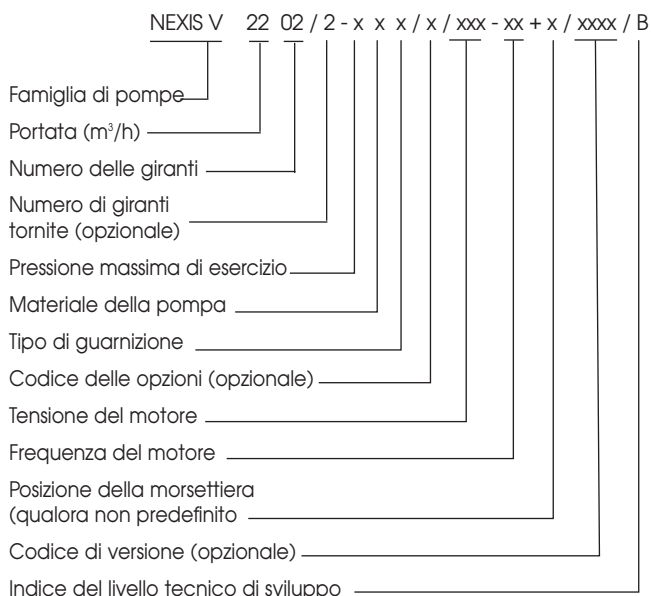 NEXIS V 22 02 / 2 - x x x / x / xxx - xx + x / xxxx / B
Famiglia di pompe
Portata (m³/h)
Numero delle giranti
Numero di giranti
tornite (opzionale)
Pressione massima di esercizio
Materiale della pompa
Tipo di guarnizione
Codice delle opzioni (opzionale)
Tensione del motore
Frequenza del motore
Posizione della morsettiera
(qualora non predefinito
Codice di versione (opzionale)
Indice del livello tecnico di sviluppo